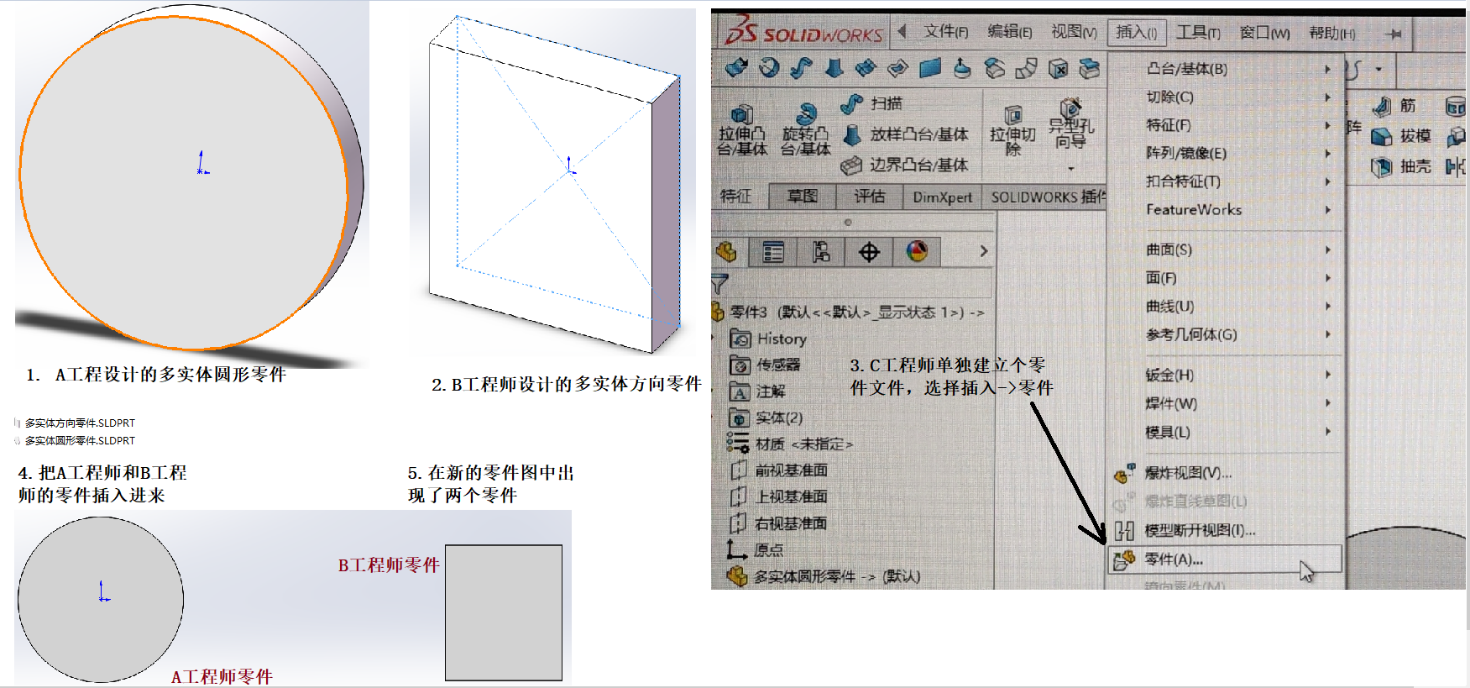 1. A工程设计的多实体圆形零件
2.B工程师设计的多实体方向零件
多实体方向零件.SLDPRT
多实体圆形零件.SLDPRT
4.把A工程师和B工程
师的零件插入进来
5.在新的零件图中出
现了两个零件
B工程师零件
A工程师零件
SOLIDWORKS
文件(F) 编辑(E) 视图(V) 插入(I) 工具(T) 窗口(W) 帮助(H)
拉伸凸
台/基体
旋转凸
台/基体
扫描
放样凸台/基体
边界凸台/基体
拉伸切
除
异型孔
向导
阵
筋
拔模
抽壳
特征 草图 评估 DimXpert SOLIDWORKS 插件
零件3 (默认<<默认>_显示状态 1>) ->
History
传感器
注解
实体(2)
材质 <未指定>
前视基准面
上视基准面
右视基准面
原点
多实体圆形零件 -> (默认)
3.C工程师单独建立个零
件文件，选择插入->零件
凸台/基体(B)
切除(C)
特征(F)
阵列/镜像(E)
扣合特征(T)
FeatureWorks
曲面(S)
面(F)
曲线(U)
参考几何体(G)
钣金(H)
焊件(W)
模具(L)
爆炸视图(V)...
爆炸直线草图(L)
模型断开视图(I)...
零件(A)...